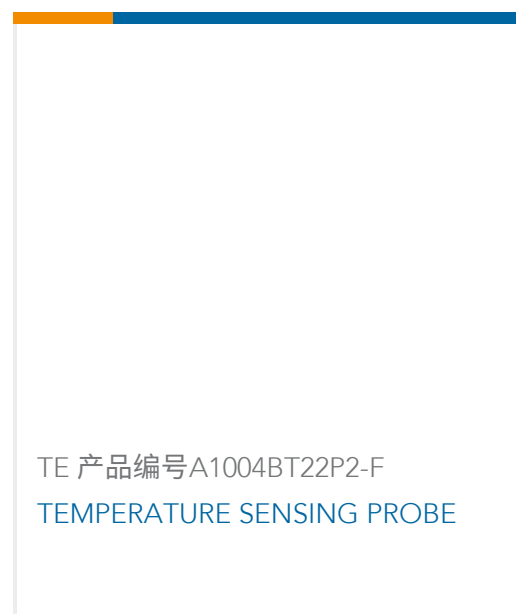 TE 产品编号A1004BT22P2-F
TEMPERATURE SENSING PROBE